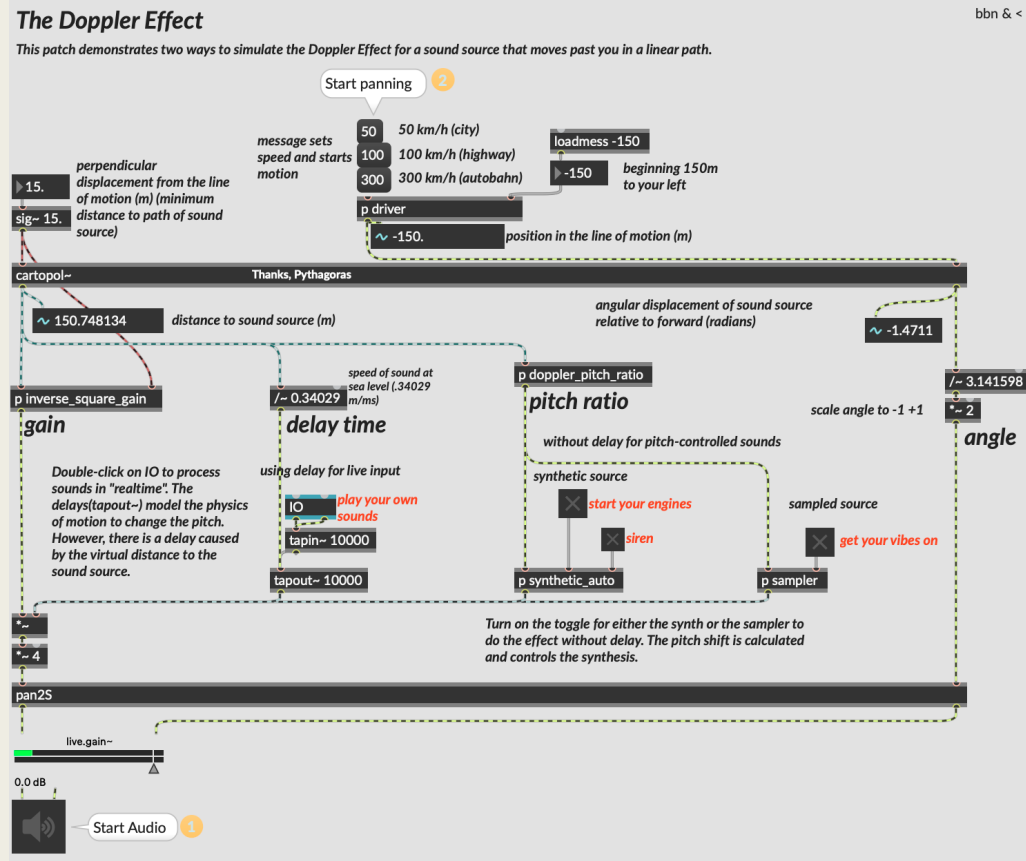 The Doppler Effect
bbn & <
This patch demonstrates two ways to simulate the Doppler Effect for a sound source that moves past you in a linear path.
Start panning
2
message sets
speed and starts
motion
50
50 km/h (city)
100
100 km/h (highway)
300
300 km/h (autobahn)
loadmess -150
-150
beginning 150m
to your left
15.
sig~ 15.
perpendicular
displacement from the line
of motion (m) (minimum
distance to path of sound
source)
p driver
-150.
position in the line of motion (m)
cartopol~
Thanks, Pythagoras
150.748134
distance to sound source (m)
angular displacement of sound source
relative to forward (radians)
-1.4711
p inverse_square_gain
gain
/~ 0.34029
speed of sound at
sea level (.34029
m/ms)
delay time
p doppler_pitch_ratio
pitch ratio
/~ 3.141598
scale angle to -1 +1
*~ 2
angle
without delay for pitch-controlled sounds
Double-click on IO to process
sounds in "realtime". The
delays(tapout~) model the physics
of motion to change the pitch.
However, there is a delay caused
by the virtual distance to the
sound source.
using delay for live input
IO
play your own
sounds
tapin~ 10000
tapout~ 10000
synthetic source
start your engines
siren
p synthetic_auto
sampled source
get your vibes on
p sampler
*~
*~ 4
Turn on the toggle for either the synth or the sampler to
do the effect without delay. The pitch shift is calculated
and controls the synthesis.
pan2S
live.gain~
0.0 dB
Start Audio
1